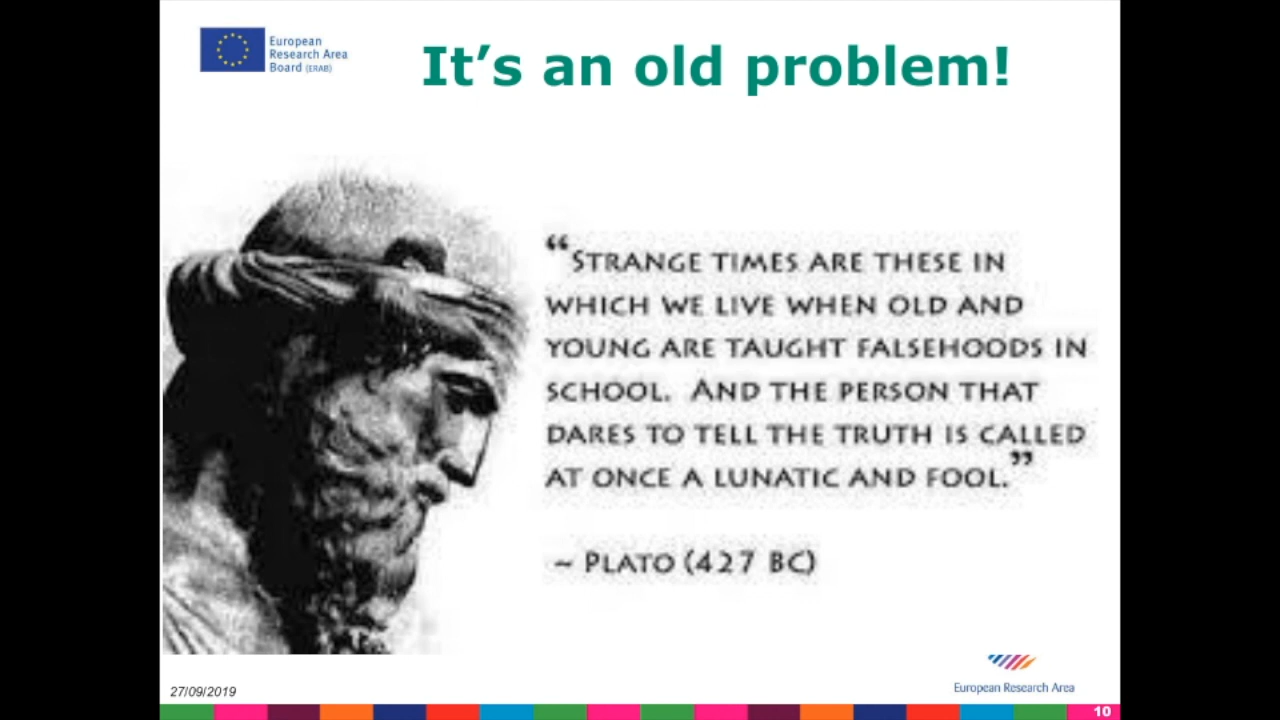 European
Research Area
Board (ERAB)
It’s an old problem!
“STRANGE TIMES ARE THESE IN
WHICH WE LIVE WHEN OLD AND
YOUNG ARE TAUGHT FALSEHOODS IN
SCHOOL. AND THE PERSON THAT
DARES TO TELL THE TRUTH IS CALLED
AT ONCE A LUNATIC AND FOOL.”
~ PLATO (427 BC)
27/09/2019
European Research Area
10